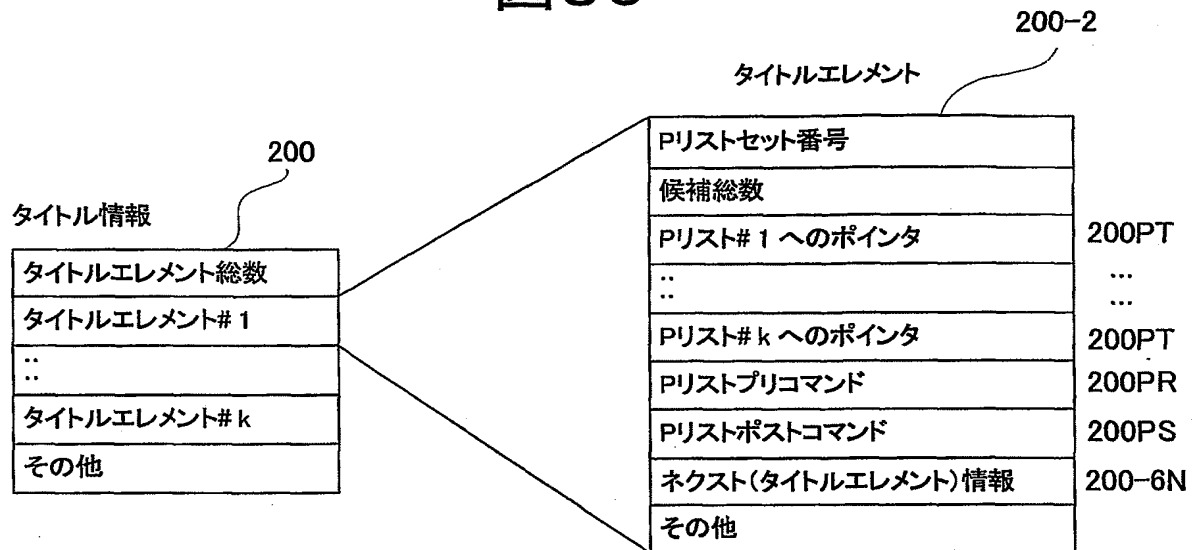 200-2
タイトルエレメント
Pリストセット番号
候補総数
Pリスト#1 へのポインタ 200PT
:: ...
:: ...
Pリスト#k へのポインタ 200PT
Pリストプリコマンド 200PR
Pリストポストコマンド 200PS
ネクスト(タイトルエレメント)情報 200-6N
その他
200
タイトル情報
タイトルエレメント総数
タイトルエレメント#1
::
::
タイトルエレメント#k
その他